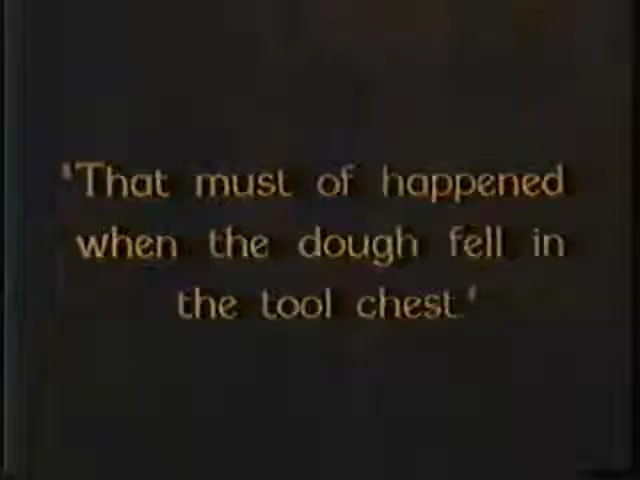 "That must of happened
when the dough fell in
the tool chest."